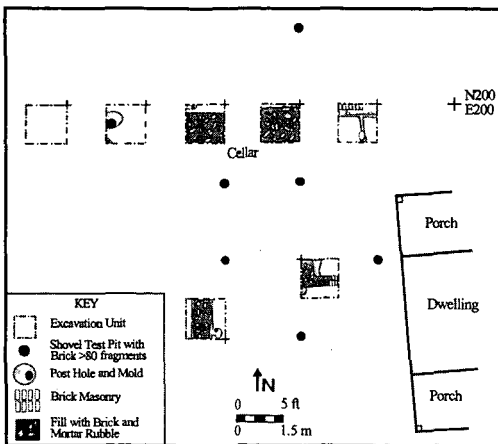 N200
E200
Cellar
Porch
Dwelling
Porch
KEY
Excavation Unit
Shovel Test Pit with
Brick >80 fragments
Post Hole and Mold
Brick Masonry
Fill with Brick and
Mortar Rubble
N
0 5 ft
0 1.5 m